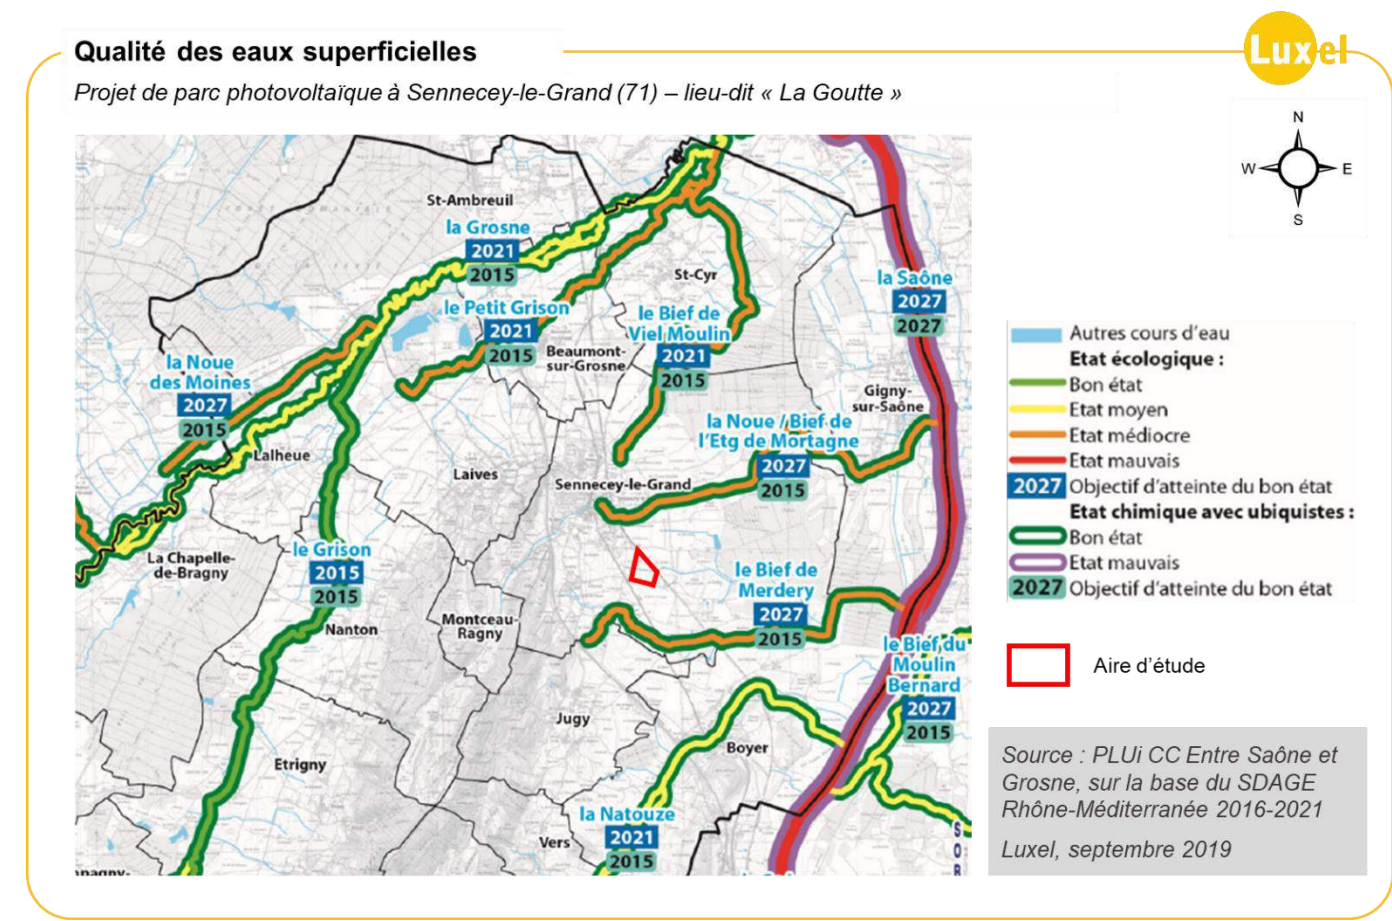 Qualité des eaux superficielles
Projet de parc photovoltaïque à Sennecey-le-Grand (71) – lieu-dit « La Goutte »
Luxel
N
W
E
S
St-Ambreuil
la Grosne
2021
2015
St-Cyr
la Saône
2027
2027
le Petit Grison
2021
2015
le Bief de
Viel Moulin
2021
2015
Beaumont-
sur-Grosne
la Noue
des Moines
2027
2015
Gigny-
sur-Saône
la Noue / Bief de
l'Etg de Mortagne
2027
2015
Lalheue
Laives
Sennecey-le-Grand
La Chapelle-
de-Bragny
le Grison
2015
2015
le Bief de
Merdery
2027
2015
Nanton
Montceau-
Ragny
le Bief du
Moulin
Bernard
2027
2015
Jugy
Boyer
Etrigny
la Natouze
2021
2015
Vers
S
O
B
Autres cours d'eau
Etat écologique :
Bon état
Etat moyen
Etat médiocre
Etat mauvais
2027 Objectif d'atteinte du bon état
Etat chimique avec ubiquistes :
Bon état
Etat mauvais
2027 Objectif d'atteinte du bon état
Aire d'étude
Source : PLUi CC Entre Saône et
Grosne, sur la base du SDAGE
Rhône-Méditerranée 2016-2021
Luxel, septembre 2019